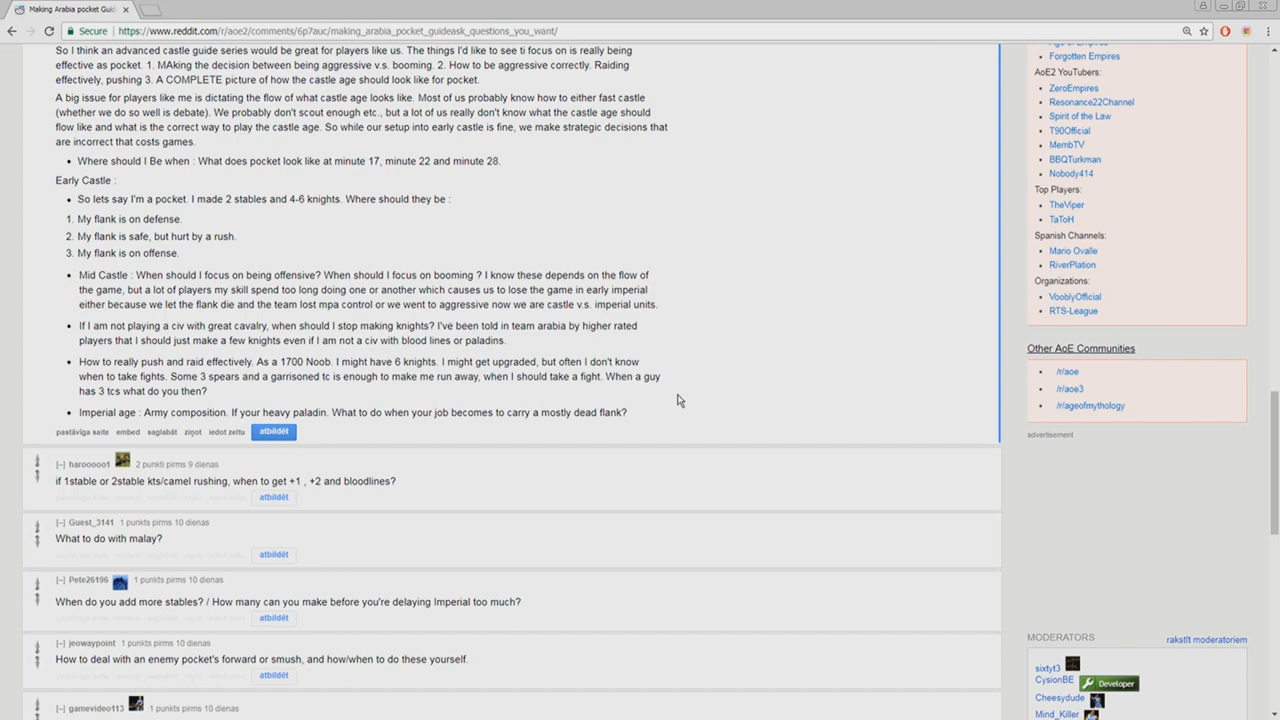 Making Arabia pocket Guid
Secure
https://www.reddit.com/r/aoe2/comments/6p7auc/making_arabia_pocket_guideask_questions_you_want/
So I think an advanced castle guide series would be great for players like us. The things I'd like to see ti focus on is really being
effective as pocket. 1. MAking the decision between being aggressive v.s. booming. 2. How to be aggressive correctly. Raiding
effectively, pushing 3. A COMPLETE picture of how the castle age should look like for pocket.
A big issue for players like me is dictating the flow of what castle age looks like. Most of us probably know how to either fast castle
(whether we do so well is debate). We probably don't scout enough etc., but a lot of us really don't know what the castle age should
flow like and what is the correct way to play the castle age. So while our setup into early castle is fine, we make strategic decisions that
are incorrect that costs games.
• Where should I Be when : What does pocket look like at minute 17, minute 22 and minute 28.
Early Castle :
• So lets say I'm a pocket. I made 2 stables and 4-6 knights. Where should they be :
1. My flank is on defense.
2. My flank is safe, but hurt by a rush.
3. My flank is on offense.
• Mid Castle : When should I focus on being offensive? When should I focus on booming ? I know these depends on the flow of
the game, but a lot of players my skill spend too long doing one or another which causes us to lose the game in early imperial
either because we let the flank die and the team lost mpa control or we went to aggressive now we are castle v.s. imperial units.
• If I am not playing a civ with great cavalry, when should I stop making knights? I've been told in team arabia by higher rated
players that I should just make a few knights even if I am not a civ with blood lines or paladins.
• How to really push and raid effectively. As a 1700 Noob. I might have 6 knights. I might get upgraded, but often I don't know
when to take fights. Some 3 spears and a garrisoned tc is enough to make me run away, when I should take a fight. When a guy
has 3 tcs what do you then?
• Imperial age : Army composition. If your heavy paladin. What to do when your job becomes to carry a mostly dead flank?
pastāvīga saite embed saglabāt ziņot iedot zeltu atbildēt
[–] harooooo1 2 punkti pirms 9 dienas
if 1stable or 2stable kts/camel rushing, when to get +1 , +2 and bloodlines?
atbildēt
[–] Guest_3141 1 punkts pirms 10 dienas
What to do with malay?
atbildēt
[–] Pete26196 1 punkts pirms 10 dienas
When do you add more stables? / How many can you make before you're delaying Imperial too much?
atbildēt
[–] jeowaypoint 1 punkts pirms 10 dienas
How to deal with an enemy pocket's forward or smush, and how/when to do these yourself.
atbildēt
[–] gamevideo113 1 punkts pirms 10 dienas
Age of Empires
• Forgotten Empires
AoE2 YouTubers:
• ZeroEmpires
• Resonance22Channel
• Spirit of the Law
• T90Official
• MembTV
• BBQTurkman
• Nobody414
Top Players:
• TheViper
• TaToH
Spanish Channels:
• Mario Ovalle
• RiverPlation
Organizations:
• VooblyOfficial
• RTS-League
Other AoE Communities
• /r/aoe
• /r/aoe3
• /r/ageofmythology
advertisement
MODERATORS
rakstīt moderatoriem
sixtyt3
CysionBE Developer
Cheesydude
Mind_Killer